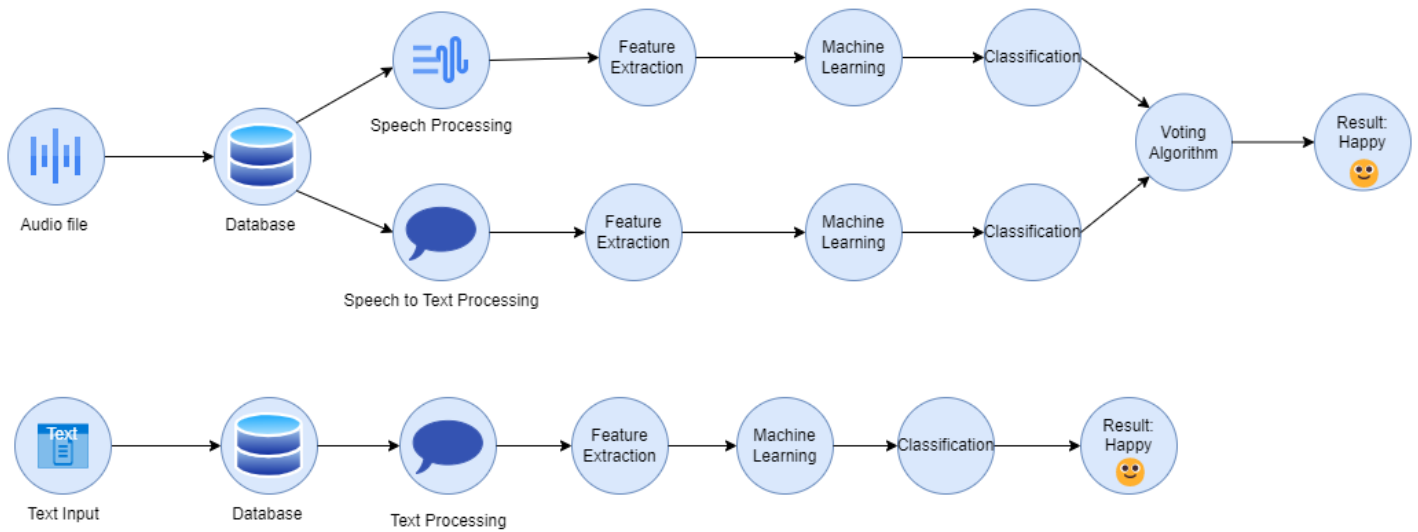 Feature
Extraction
Machine
Learning
Classification
Speech Processing
Voting
Algorithm
Result:
Happy
Audio file
Database
Feature
Extraction
Machine
Learning
Classification
Speech to Text Processing
Text
Feature
Extraction
Machine
Learning
Classification
Result:
Happy
Text Input
Database
Text Processing